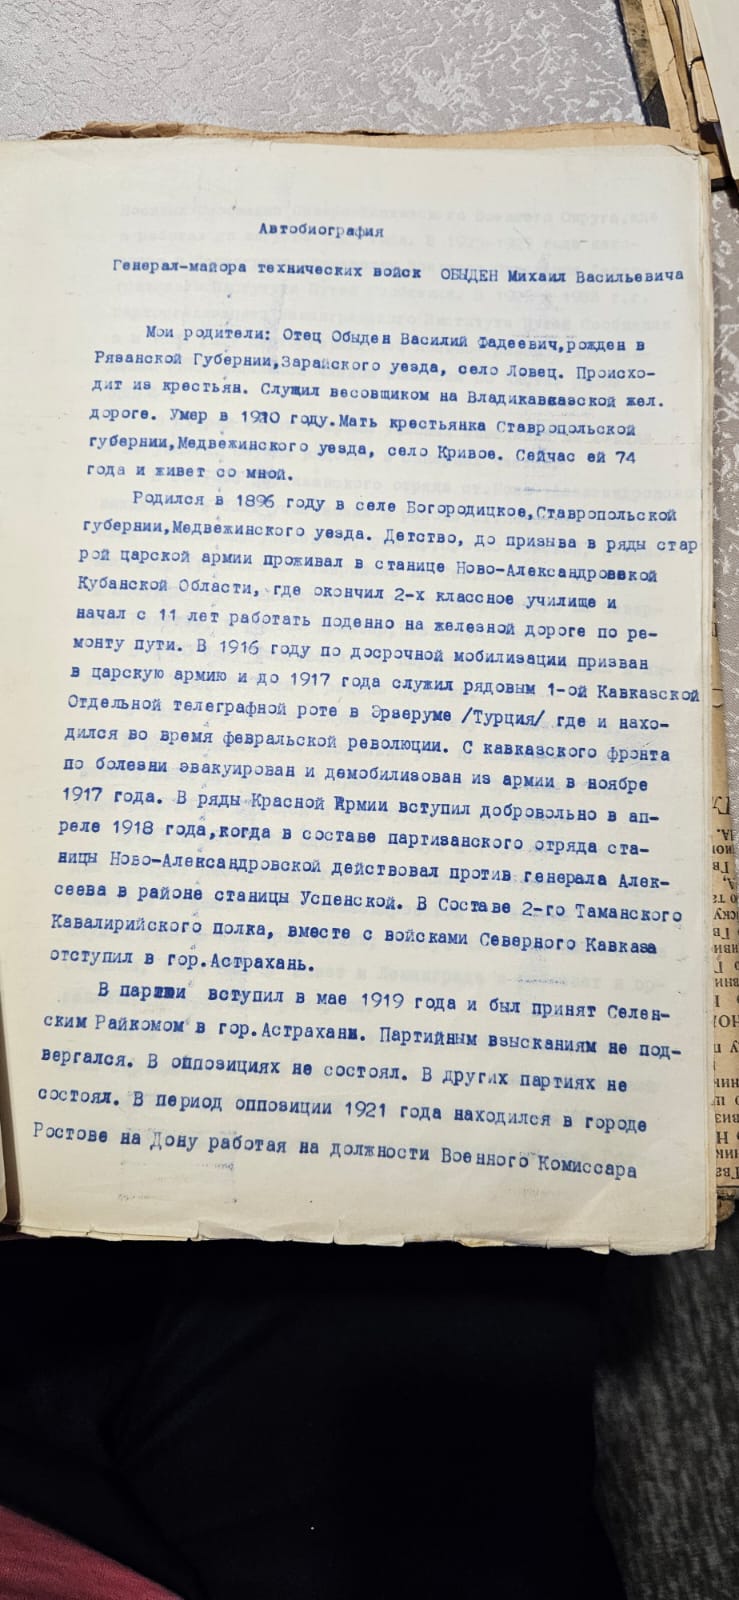 Автобиография
Генерал-майора технических войск ОБЫДЕН Михаил Васильевича
Мои родители: Отец Обыден Василий Фадеевич,рожден в
Рязанской Губернии,Зарайского уезда, село Ловец. Происхо-
дит из крестьян. Служил весовщиком на Владикавказской жел.
дороге. Умер в 1910 году.Мать крестьянка Ставропольской
губернии,Медвежинского уезда, село Кривое. Сейчас ей 74
года и живет со мной.
Родился в 1896 году в селе Богородицкое,Ставропольской
губернии,Медвежинского уезда. Детство, до призыва в ряды стар
рой царской армии проживал в станице Ново-Александровекой
Кубанской Области, где окончил 2-х классное училище и
начал с 11 лет работать поденно на железной дороге по ре-
монту пути. В 1916 году по досрочной мобилизации призван
в царскую армию и до 1917 года служил рядовым 1-ой Кавказской
Отдельной телеграфной роте в Эрзеруме /Турция/ где и нахо-
дился во время февральской революции. С кавказского фронта
по болезни эвакуирован и демобилизован из армии в ноябре
1917 года. В ряды Красной Армии вступил добровольно в ап-
реле 1918 года,когда в составе партизанского отряда ста-
ницы Ново-Александровской действовал против генерала Алек-
сеева в районе станицы Успенской. В Составе 2-го Таманского
Кавалирийского полка, вместе с войсками Северного Кавказа
отступил в гор.Астрахань.
В партии вступил в мае 1919 года и был принят Селен-
ским Райкомом в гор.Астрахани. Партийным взысканиям не под-
вергался. В оппозициях не состоял. В других партиях не
состоял. В период оппозиции 1921 года находился в городе
Ростове на Дону работая на должности Военного Комиссара